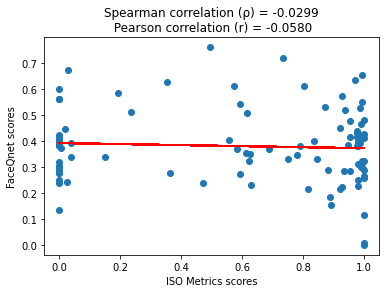 Spearman correlation (ρ) = -0.0299
Pearson correlation (r) = -0.0580
FaceQnet scores
0.7
0.6
0.5
0.4
0.3
0.2
0.1
0.0
0.0 0.2 0.4 0.6 0.8 1.0
ISO Metrics scores